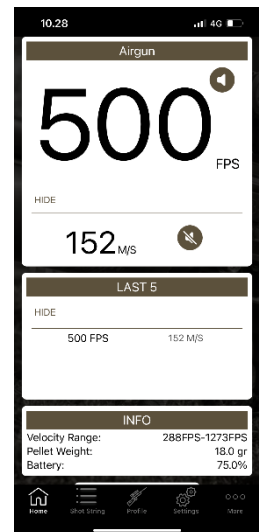 10.28 4G
Airgun
500 FPS
HIDE
152 M/S
LAST 5
HIDE
500 FPS 152 M/S
INFO
Velocity Range: 288FPS-1273FPS
Pellet Weight: 18.0 gr
Battery: 75.0%
Home Shot String Profile Settings More